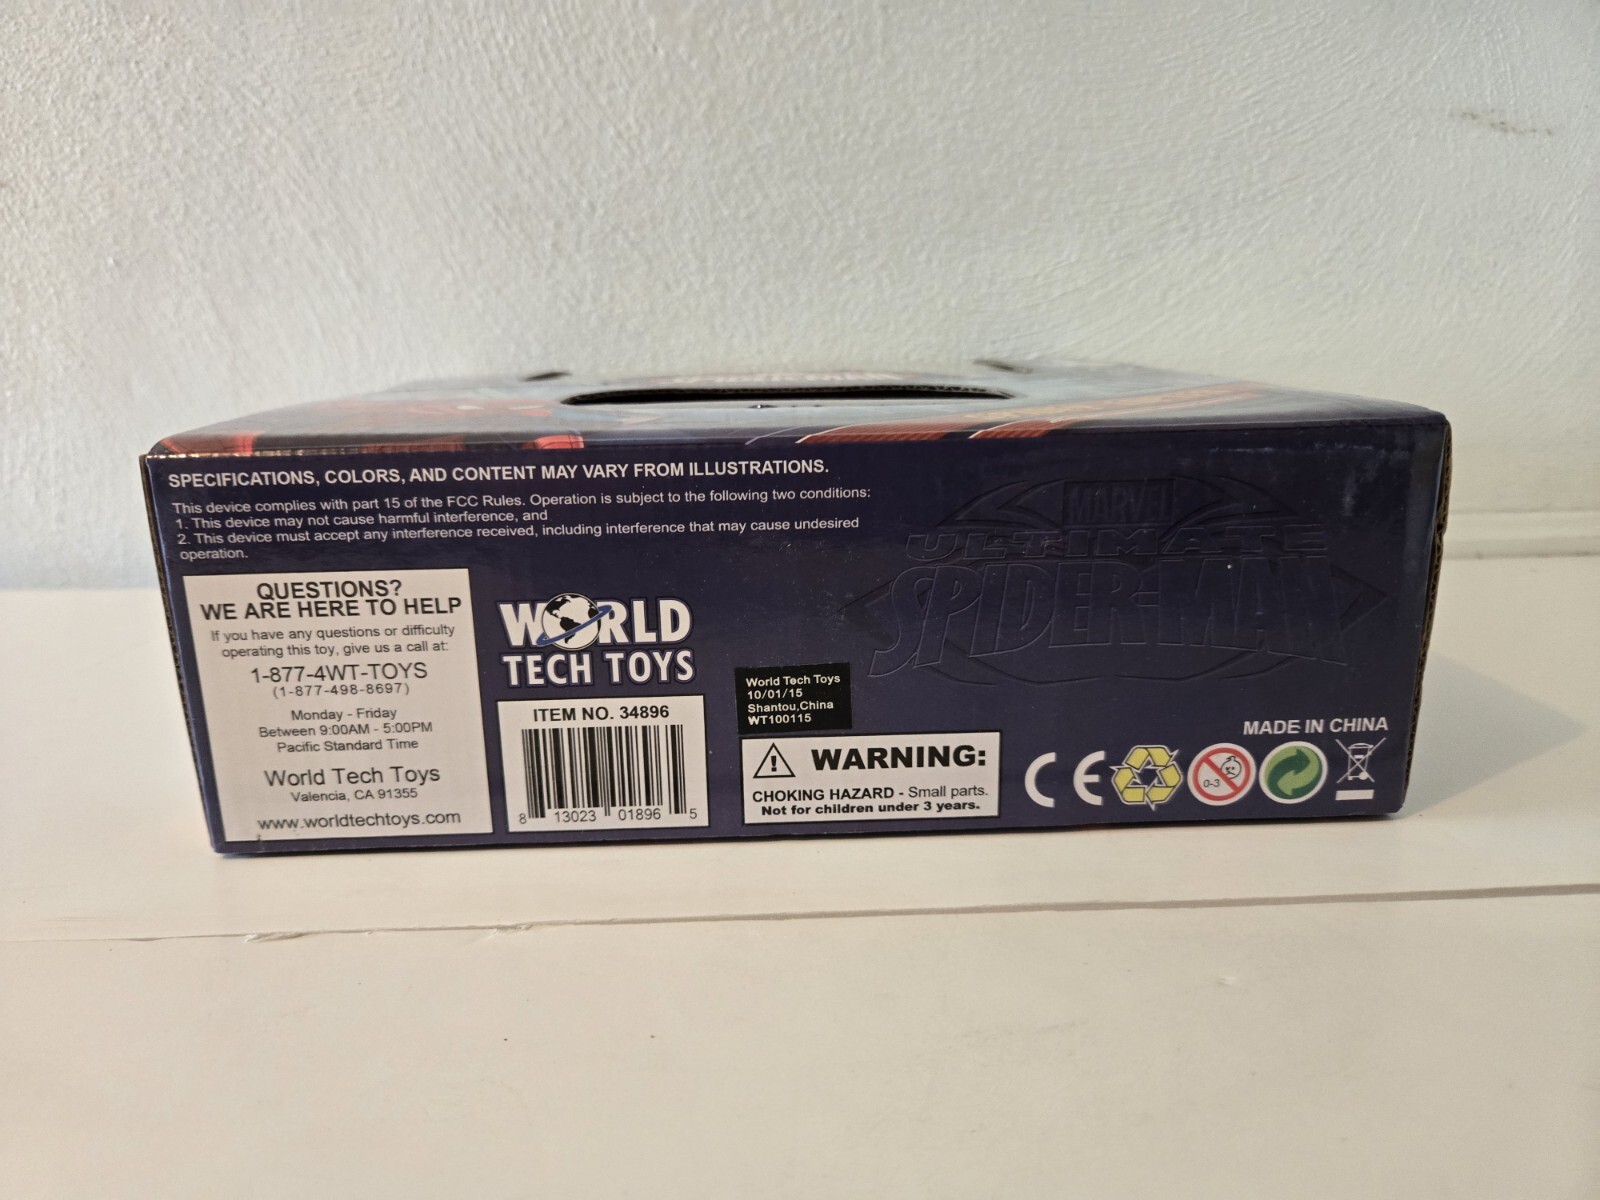 SPECIFICATIONS, COLORS, AND CONTENT MAY VARY FROM ILLUSTRATIONS.
This device complies with part 15 of the FCC Rules. Operation is subject to the following two conditions:
1. This device may not cause harmful interference, and
2. This device must accept any interference received, including interference that may cause undesired
operation.
QUESTIONS?
WE ARE HERE TO HELP
If you have any questions or difficulty
operating this toy, give us a call at:
1-877-4WT-TOYS
(1-877-498-8697)
Monday - Friday
Between 9:00AM - 5:00PM
Pacific Standard Time
World Tech Toys
Valencia, CA 91355
www.worldtechtoys.com
WORLD
TECH TOYS
ITEM NO. 34896
8 13023 01896 5
World Tech Toys
10/01/15
Shantou,China
WT100115
WARNING:
CHOKING HAZARD - Small parts.
Not for children under 3 years.
MARVEL
ULTIMATE
SPIDER-MAN
MADE IN CHINA
CE
0-3